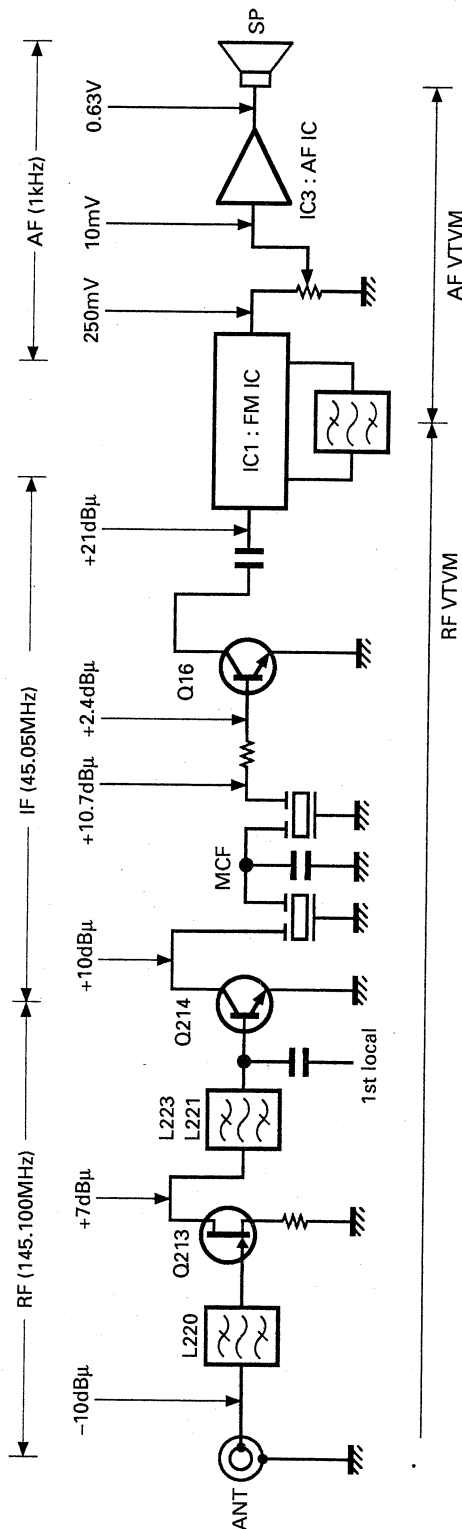 RF (145.100MHz)
IF (45.05MHz)
AF (1kHz)
−10dBμ
+7dBμ
+10dBμ
+10.7dBμ
+2.4dBμ
+21dBμ
250mV
10mV
0.63V
ANT
L220
Q213
L223
L221
1st local
Q214
MCF
Q16
IC1 : FM IC
IC3 : AF IC
SP
RF VTVM
AF VTVM